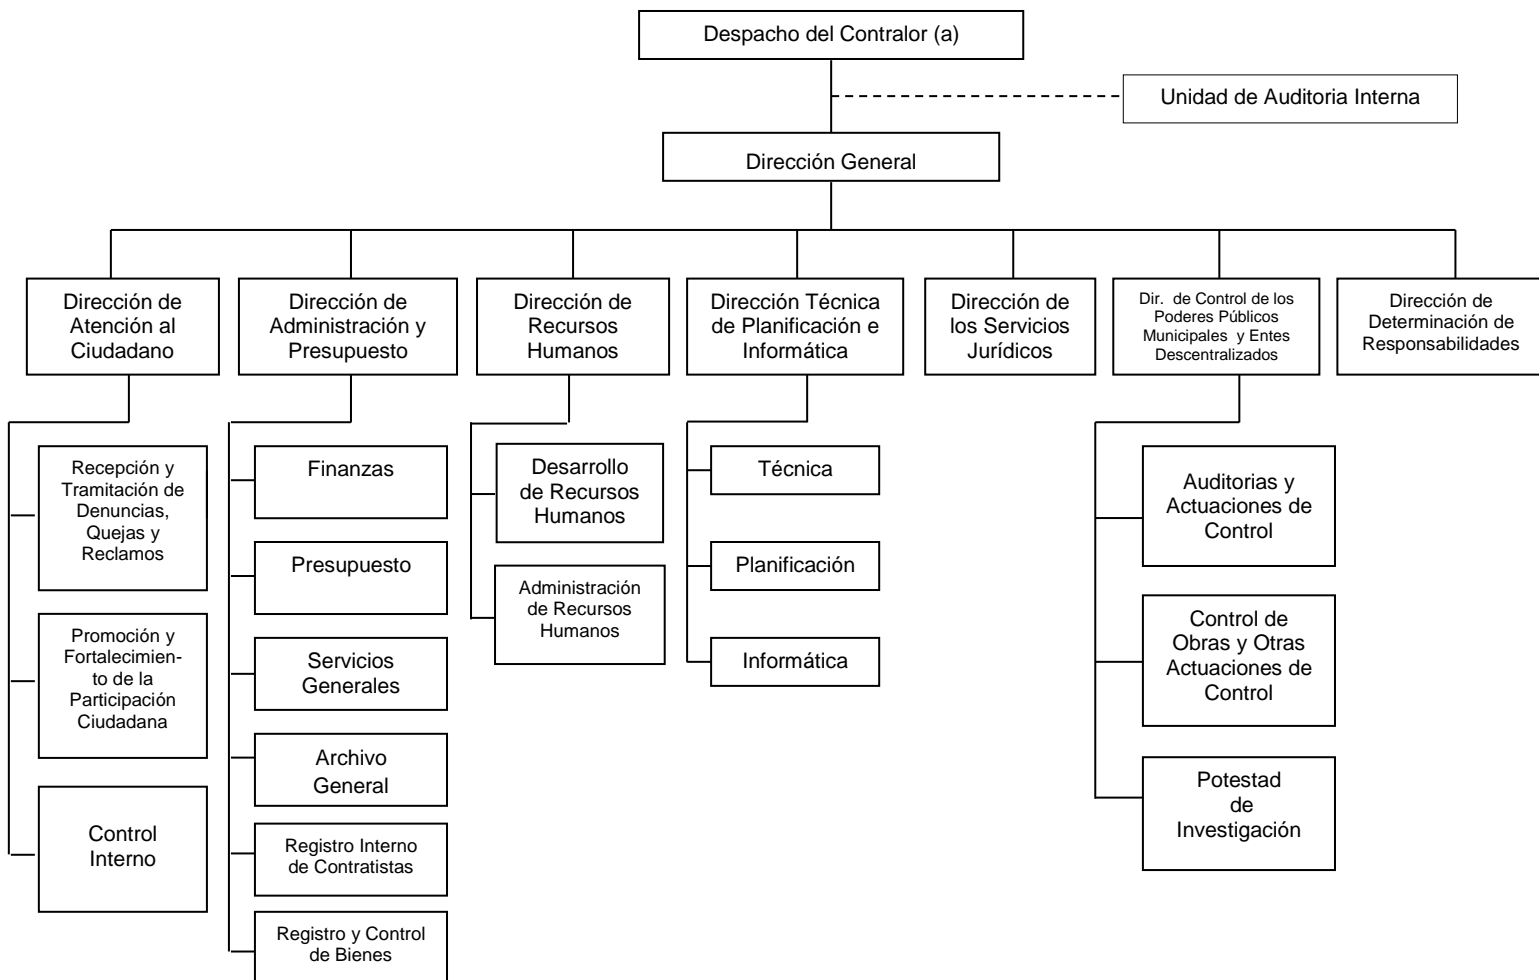 Despacho del Contralor (a)
Unidad de Auditoria Interna
Dirección General
Dirección de
Atención al
Ciudadano
Dirección de
Administración y
Presupuesto
Dirección de
Recursos
Humanos
Dirección Técnica
de Planificación e
Informática
Dirección de
los Servicios
Jurídicos
Dir.  de Control de los
Poderes Públicos
Municipales  y Entes
Descentralizados
Dirección de
Determinación de
Responsabilidades
Recepción y
Tramitación de
Denuncias,
Quejas y
Reclamos
Promoción y
Fortalecimien-
to de la
Participación
Ciudadana
Control
Interno
Finanzas
Presupuesto
Servicios
Generales
Archivo
General
Registro Interno
de Contratistas
Registro y Control
de Bienes
Desarrollo
de Recursos
Humanos
Administración
de Recursos
Humanos
Técnica
Planificación
Informática
Auditorias y
Actuaciones de
Control
Control de
Obras y Otras
Actuaciones de
Control
Potestad
de
Investigación